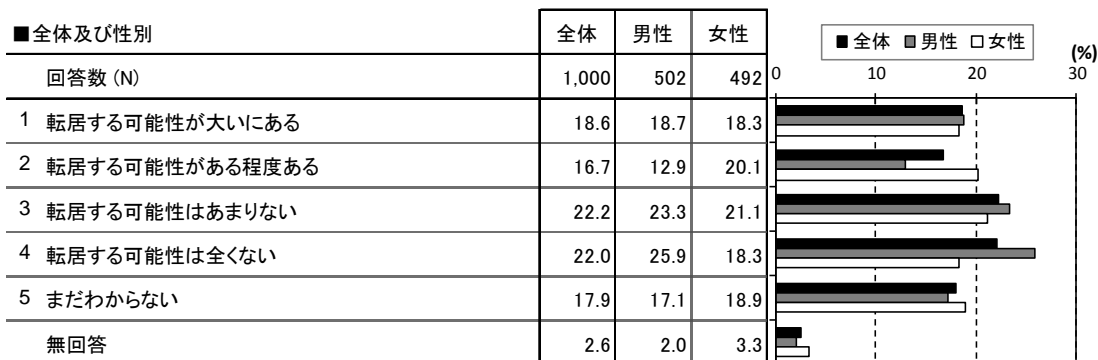 ■全体及び性別 全体 男性 女性
■全体 ■男性 □女性
(%)
回答数 (N) 1,000 502 492
0 10 20 30
1 転居する可能性が大いにある 18.6 18.7 18.3
2 転居する可能性がある程度ある 16.7 12.9 20.1
3 転居する可能性はあまりない 22.2 23.3 21.1
4 転居する可能性は全くない 22.0 25.9 18.3
5 まだわからない 17.9 17.1 18.9
無回答 2.6 2.0 3.3